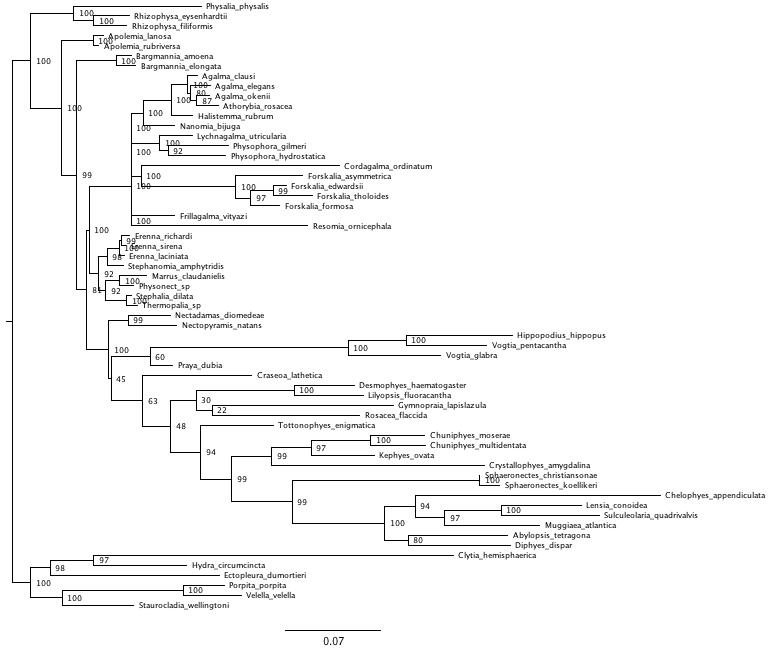 Physalia_physalis
100
Rhizophysa_eysenhardtii
100
Rhizophysa_filiformis
Apolemia_lanosa
100
Apolemia_rubriversa
Bargmannia_amoena
100 100
Bargmannia_elongata
Agalma_clausi
100
Agalma_elegans
80
Agalma_okenii
100 87
Athorybia_rosacea
100
100
Halistemma_rubrum
Nanomia_bijuga
100
Lychnagalma_utricularia
100
Physophora_gilmeri
100 92
Physophora_hydrostatica
Cordagalma_ordinatum
99 100
Forskalia_asymmetrica
100 100
Forskalia_edwardsii
99
Forskalia_tholoides
97
Forskalia_formosa
Frillagalma_vityazi
100
Resomia_ornicephala
100
Erenna_richardi
99
Erenna_sirena
100
Erenna_laciniata
98
Stephanomia_amphytridis
92
Marrus_claudanielis
100
Physonect_sp
81 92
Stephalia_dilata
100
Thermopalia_sp
Nectadamas_diomedeae
99
Nectopyramis_natans
Hippopodius_hippopus
100
Vogtia_pentacantha
100 100
Vogtia_glabra
60
Praya_dubia
Craseoa_lathetica
45
Desmophyes_haematogaster
100
Lilyopsis_fluoracantha
63 30
Gymnopraia_lapislazula
22
Rosacea_flaccida
48
Tottonophyes_enigmatica
Chuniphyes_moserae
100
Chuniphyes_multidentata
97
94 99
Kephyes_ovata
Crystallophyes_amygdalina
Sphaeronectes_christiansonae
99 100
Sphaeronectes_koellikeri
Chelophyes_appendiculata
99 94
Lensia_conoidea
100
Sculculeolaria_quadrivalvis
97
100
Muggiaea_atlantica
Abylopsis_tetragona
80
Diphyes_dispar
Clytia_hemisphaerica
97
Hydra_circumcincta
98
Ectopleura_dumortieri
100
Porpita_porpita
100
Velella_velella
100
Staurocladia_wellingtoni
0.07